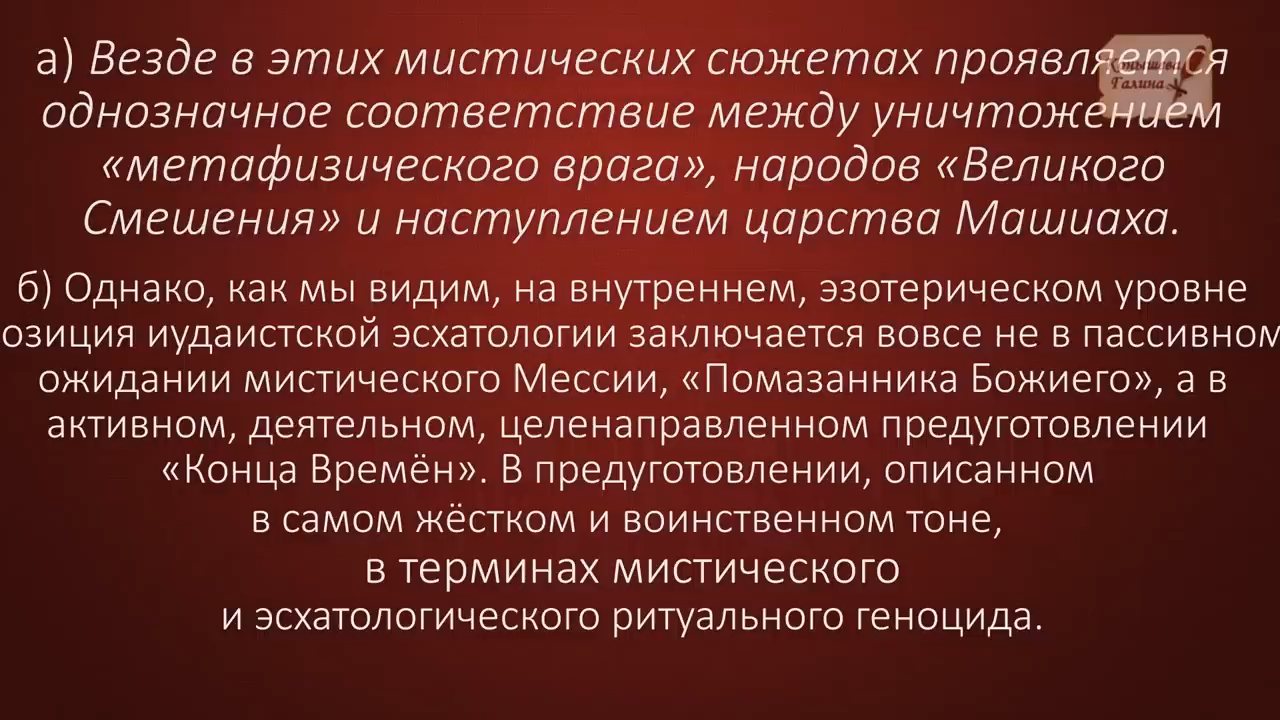 а) Везде в этих мистических сюжетах проявляется
однозначное соответствие между уничтожением
«метафизического врага», народов «Великого
Смешения» и наступлением царства Машиаха.
б) Однако, как мы видим, на внутреннем, эзотерическом уровне
озиция иудаистской эсхатологии заключается вовсе не в пассивном
ожидании мистического Мессии, «Помазанника Божиего», а в
активном, деятельном, целенаправленном предуготовлении
«Конца Времён». В предуготовлении, описанном
в самом жёстком и воинственном тоне,
в терминах мистического
и эсхатологического ритуального геноцида.
Галина